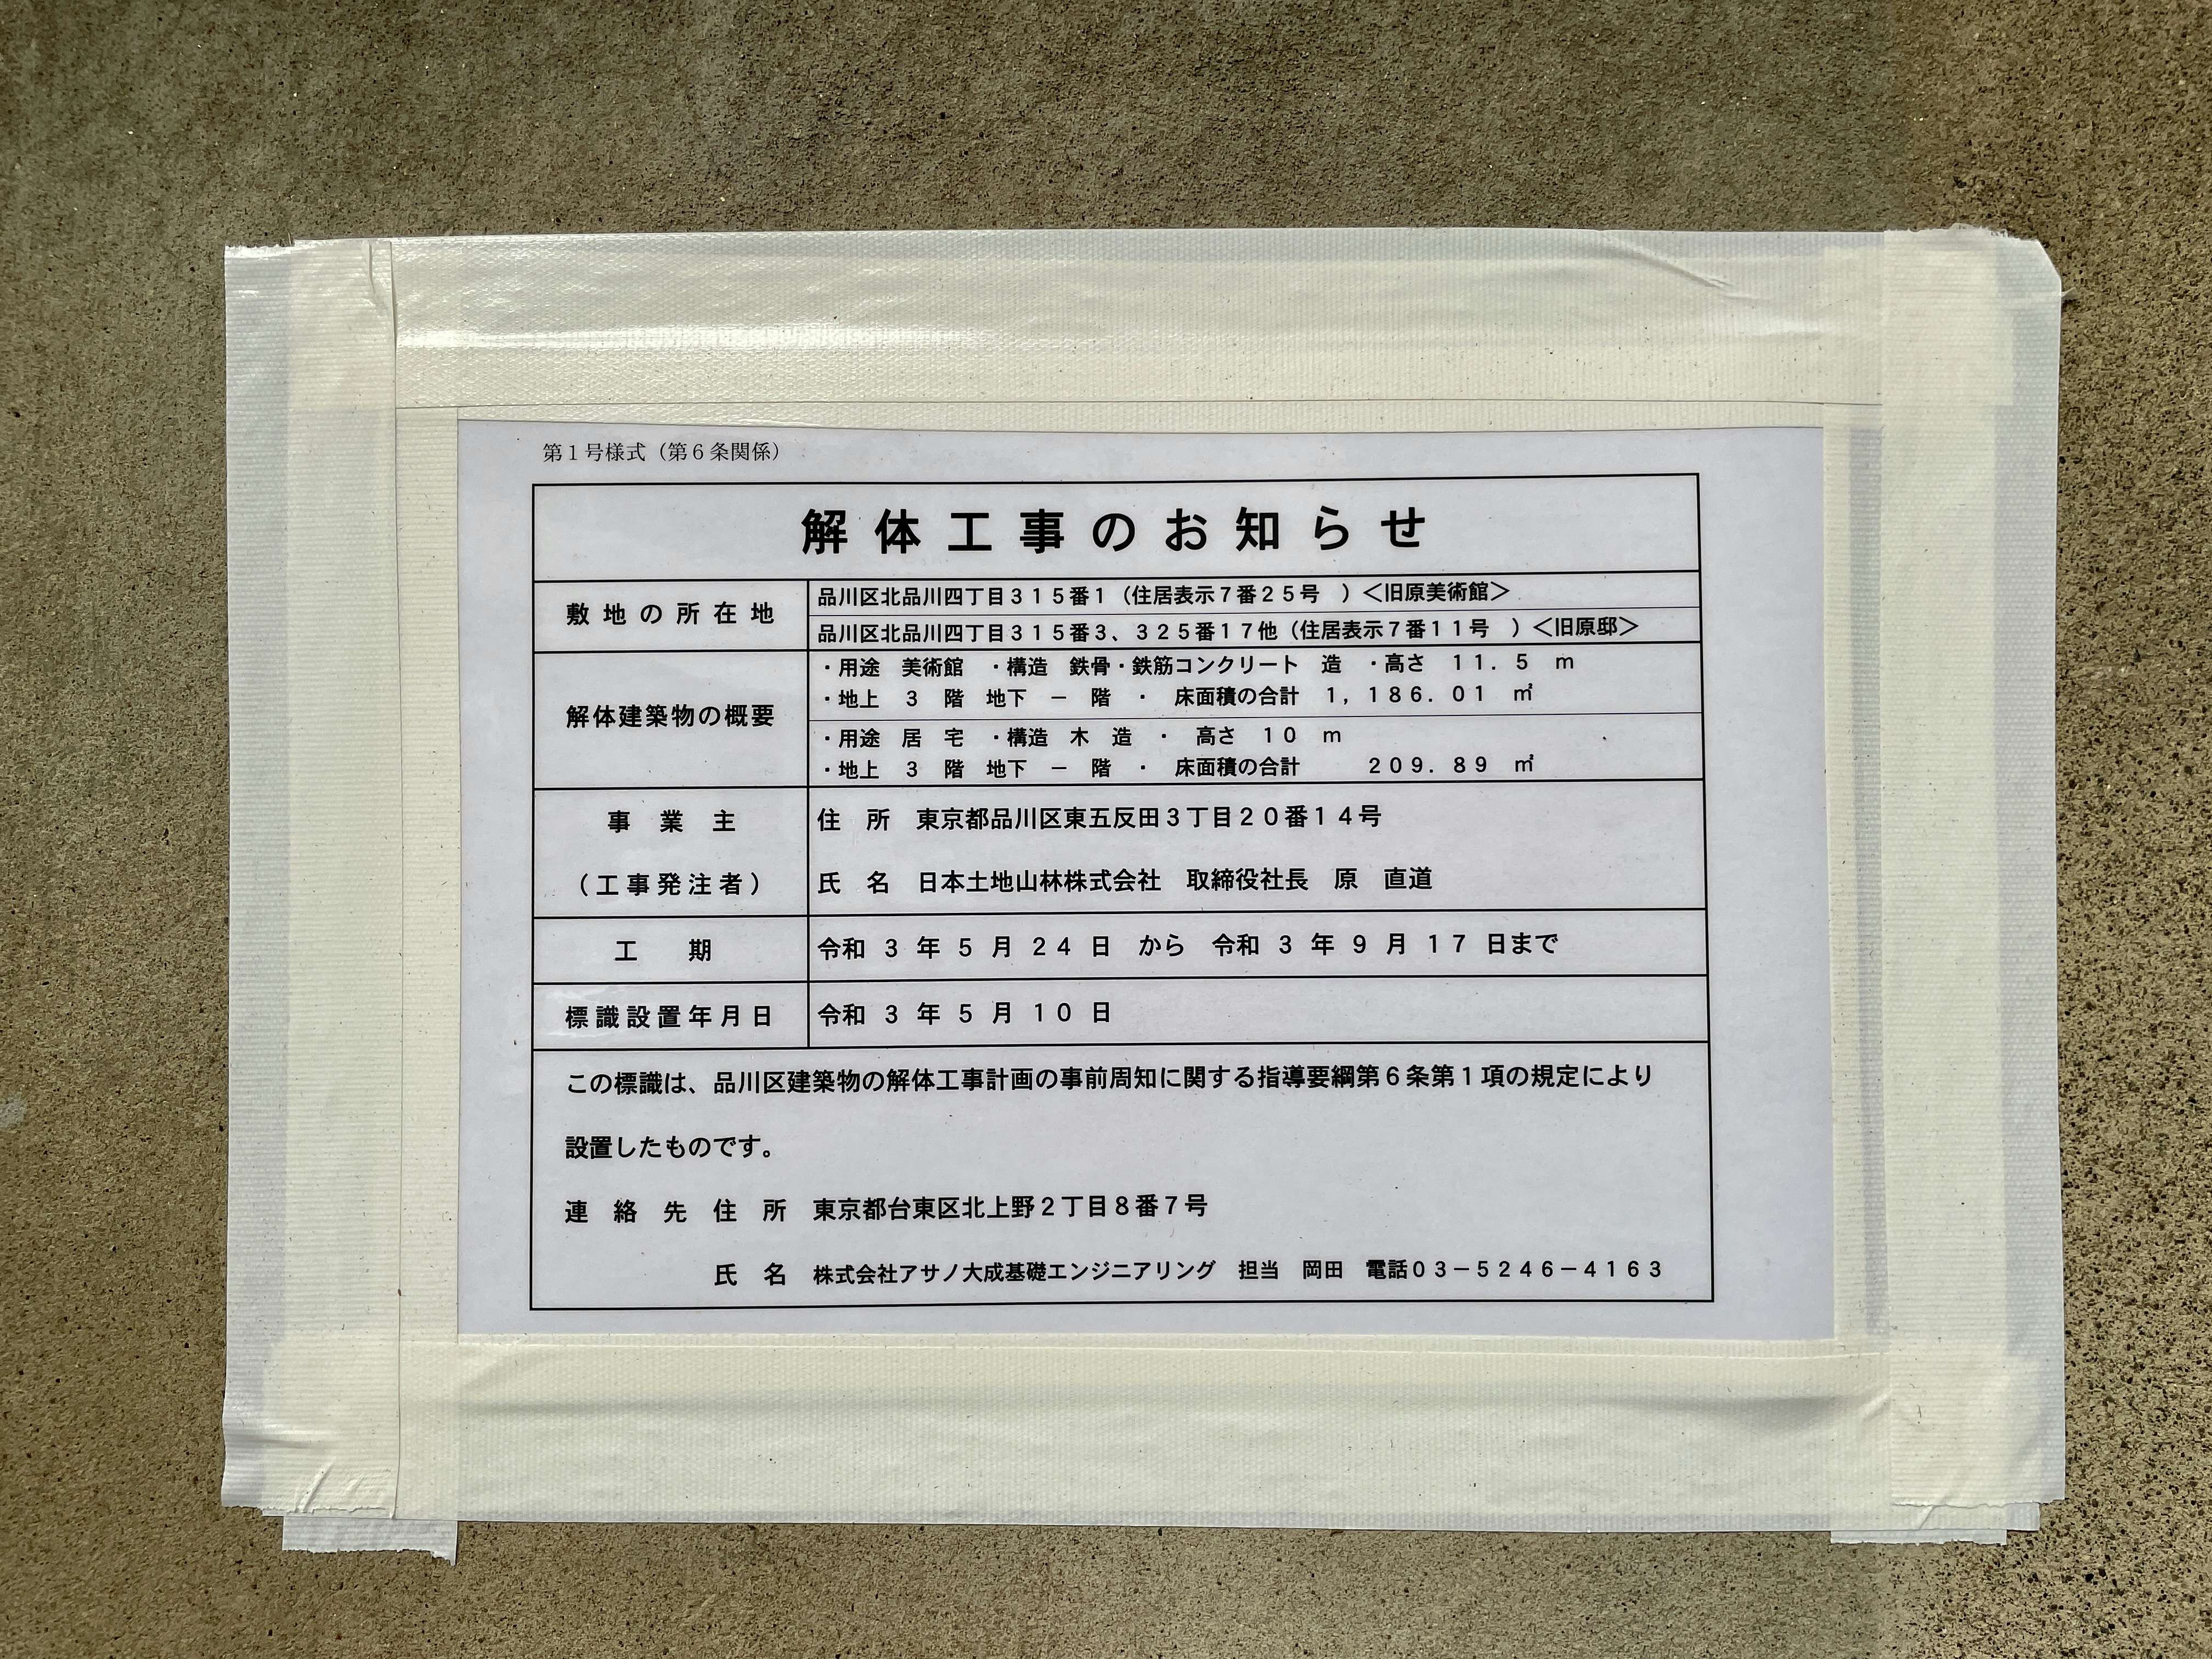 第１号様式（第６条関係）
解体工事のお知らせ
敷地の所在地
品川区北品川四丁目３１５番１（住居表示７番２５号　）＜旧原美術館＞
品川区北品川四丁目３１５番３、３２５番１７他（住居表示７番１１号　）＜旧原邸＞
解体建築物の概要
・用途　美術館　・構造　鉄骨・鉄筋コンクリート　造　・高さ　１１．５　ｍ
・地上　３　階　地下　－　階　・　床面積の合計　１，１８６．０１　㎡
・用途　居　宅　・構造　木　造　・　高さ　１０　ｍ
・地上　３　階　地下　－　階　・　床面積の合計　　　２０９．８９　㎡
事　業　主
（工事発注者）
住　所　東京都品川区東五反田３丁目２０番１４号
氏　名　日本土地山林株式会社　取締役社長　原　直道
工　期
令和　３　年　５　月　２４　日　から　令和　３　年　９　月　１７　日まで
標識設置年月日
令和　３　年　５　月　１０　日
この標識は、品川区建築物の解体工事計画の事前周知に関する指導要綱第６条第１項の規定により
設置したものです。
連　絡　先　住　所　東京都台東区北上野２丁目８番７号
氏　名　株式会社アサノ大成基礎エンジニアリング　担当　岡田　電話０３－５２４６－４１６３